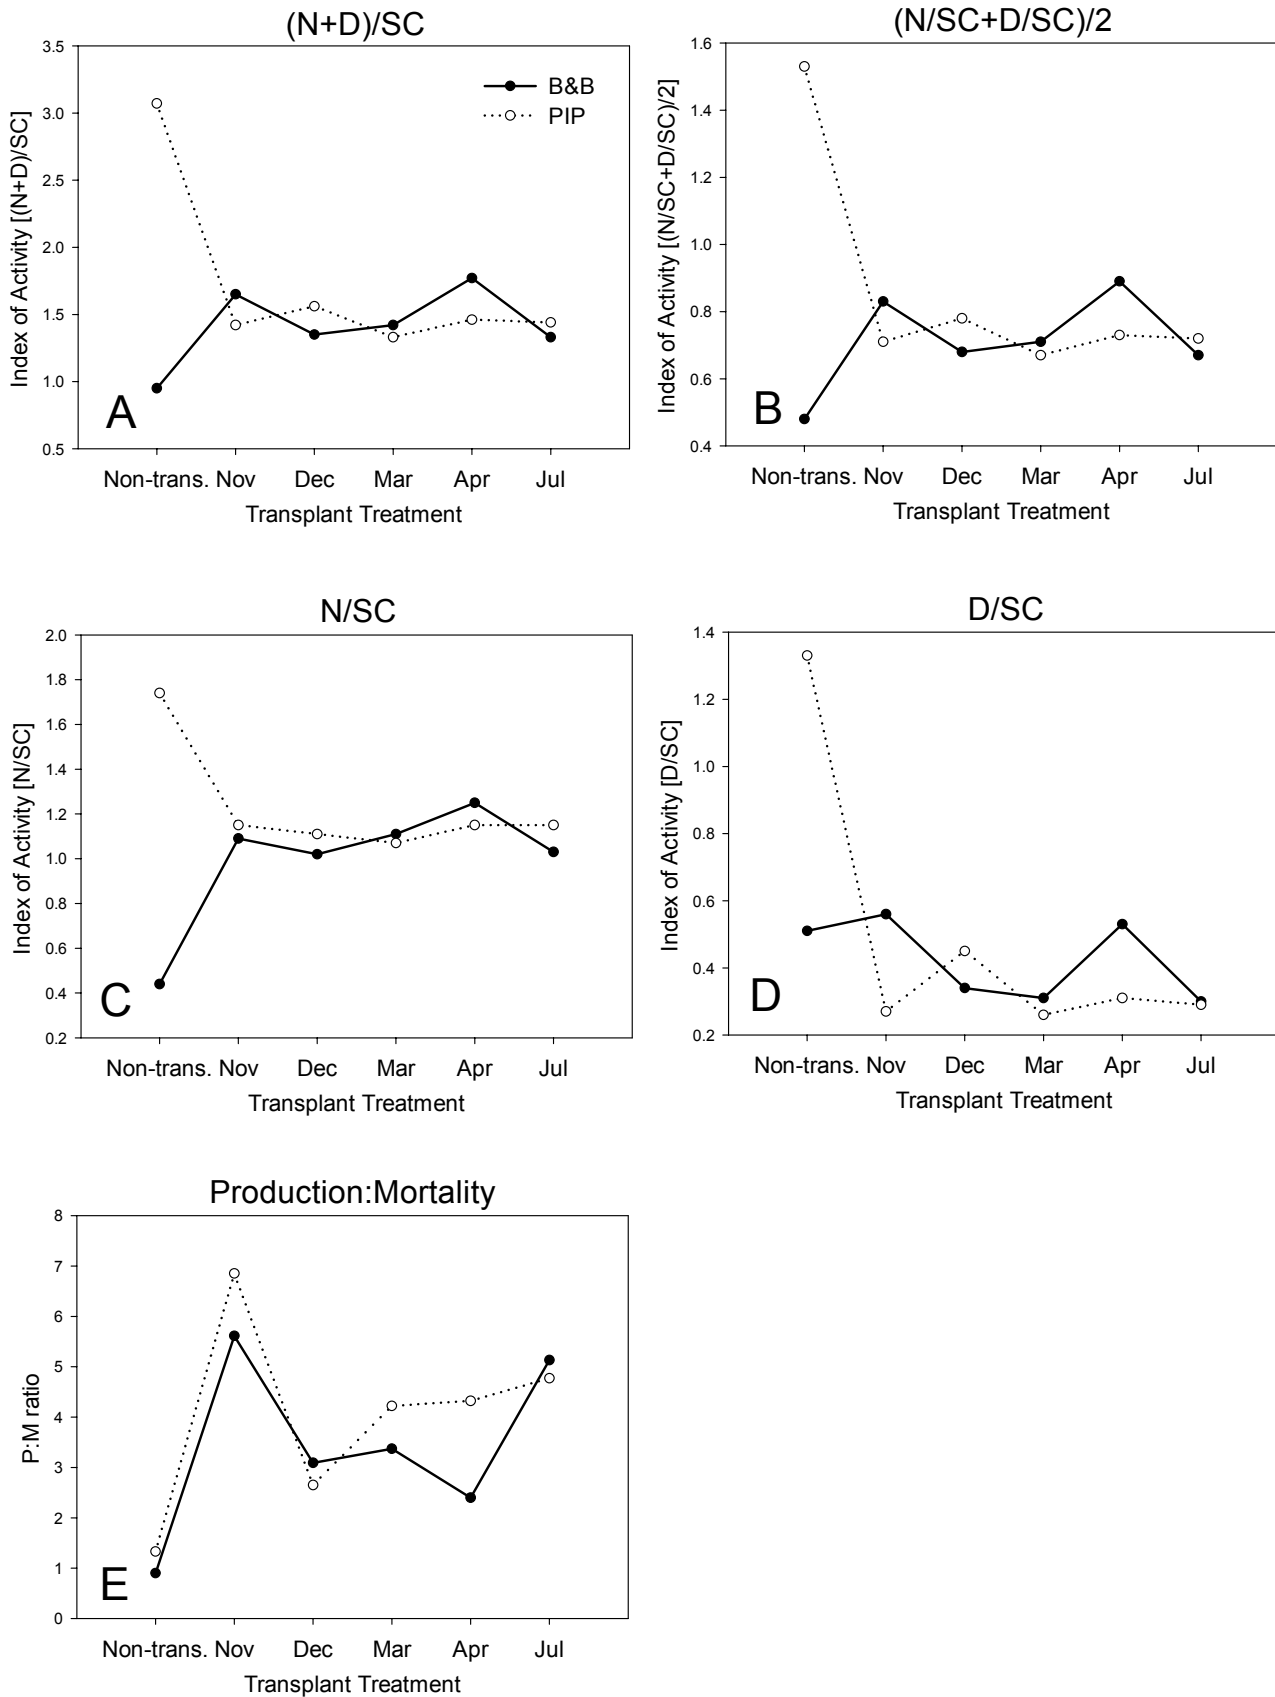 (N+D)/SC
3.5
3.0
2.5
2.0
1.5
1.0
0.5
Index of Activity [(N+D)/SC]
B&B
PIP
A
Non-trans. Nov Dec Mar Apr Jul
Transplant Treatment
(N/SC+D/SC)/2
1.6
1.4
1.2
1.0
0.8
0.6
0.4
Index of Activity [(N/SC+D/SC)/2]
B
Non-trans. Nov Dec Mar Apr Jul
Transplant Treatment
N/SC
2.0
1.8
1.6
1.4
1.2
1.0
0.8
0.6
0.4
0.2
Index of Activity [N/SC]
C
Non-trans. Nov Dec Mar Apr Jul
Transplant Treatment
D/SC
1.4
1.2
1.0
0.8
0.6
0.4
0.2
Index of Activity [D/SC]
D
Non-trans. Nov Dec Mar Apr Jul
Transplant Treatment
Production:Mortality
8
7
6
5
4
3
2
1
0
P:M ratio
E
Non-trans. Nov Dec Mar Apr Jul
Transplant Treatment